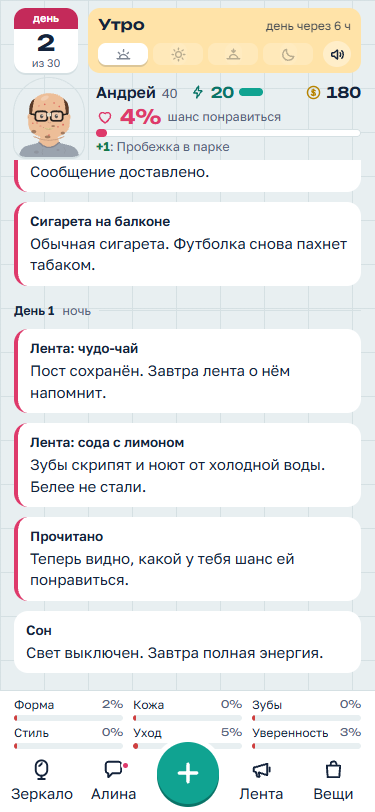 день
2
из 30
Утро
день через 6 ч
Андрей 40
20
180
4% шанс понравиться
+1: Пробежка в парке
Сообщение доставлено.
Сигарета на балконе
Обычная сигарета. Футболка снова пахнет
табаком.
День 1 ночь
Лента: чудо-чай
Пост сохранён. Завтра лента о нём
напомнит.
Лента: сода с лимоном
Зубы скрипят и ноют от холодной воды.
Белее не стали.
Прочитано
Теперь видно, какой у тебя шанс ей
понравиться.
Сон
Свет выключен. Завтра полная энергия.
Форма 2%
Кожа 0%
Зубы 0%
Стиль 0%
Уход 5%
Уверенность 3%
Зеркало
Алина
Лента
Вещи